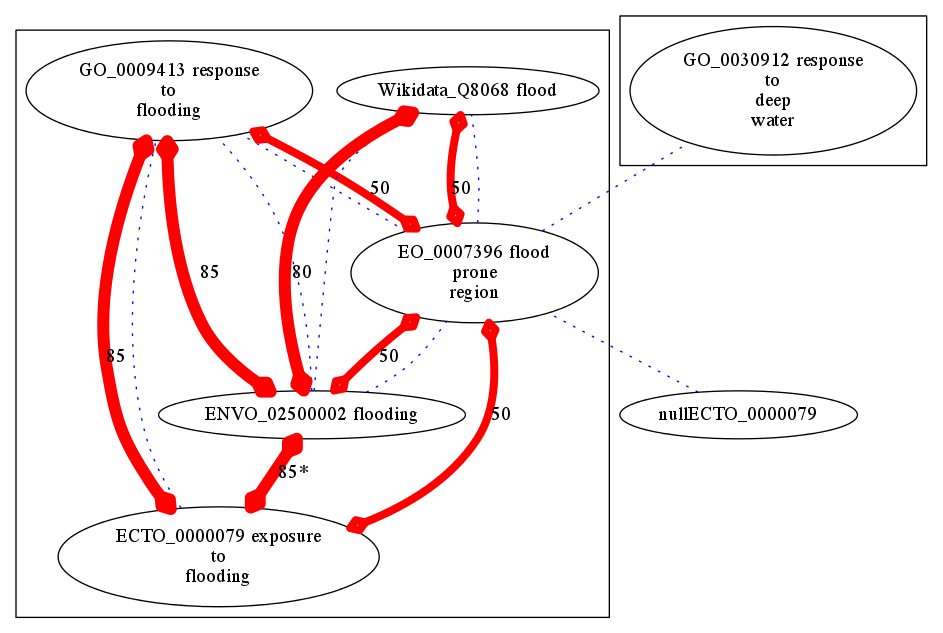 GO_0009413 response
to
flooding
Wikidata_Q8068 flood
GO_0030912 response
to
deep
water
50
50
EO_0007396 flood
prone
region
85
80
85
50
ENVO_02500002 flooding
50
nullECTO_0000079
85*
ECTO_0000079 exposure
to
flooding